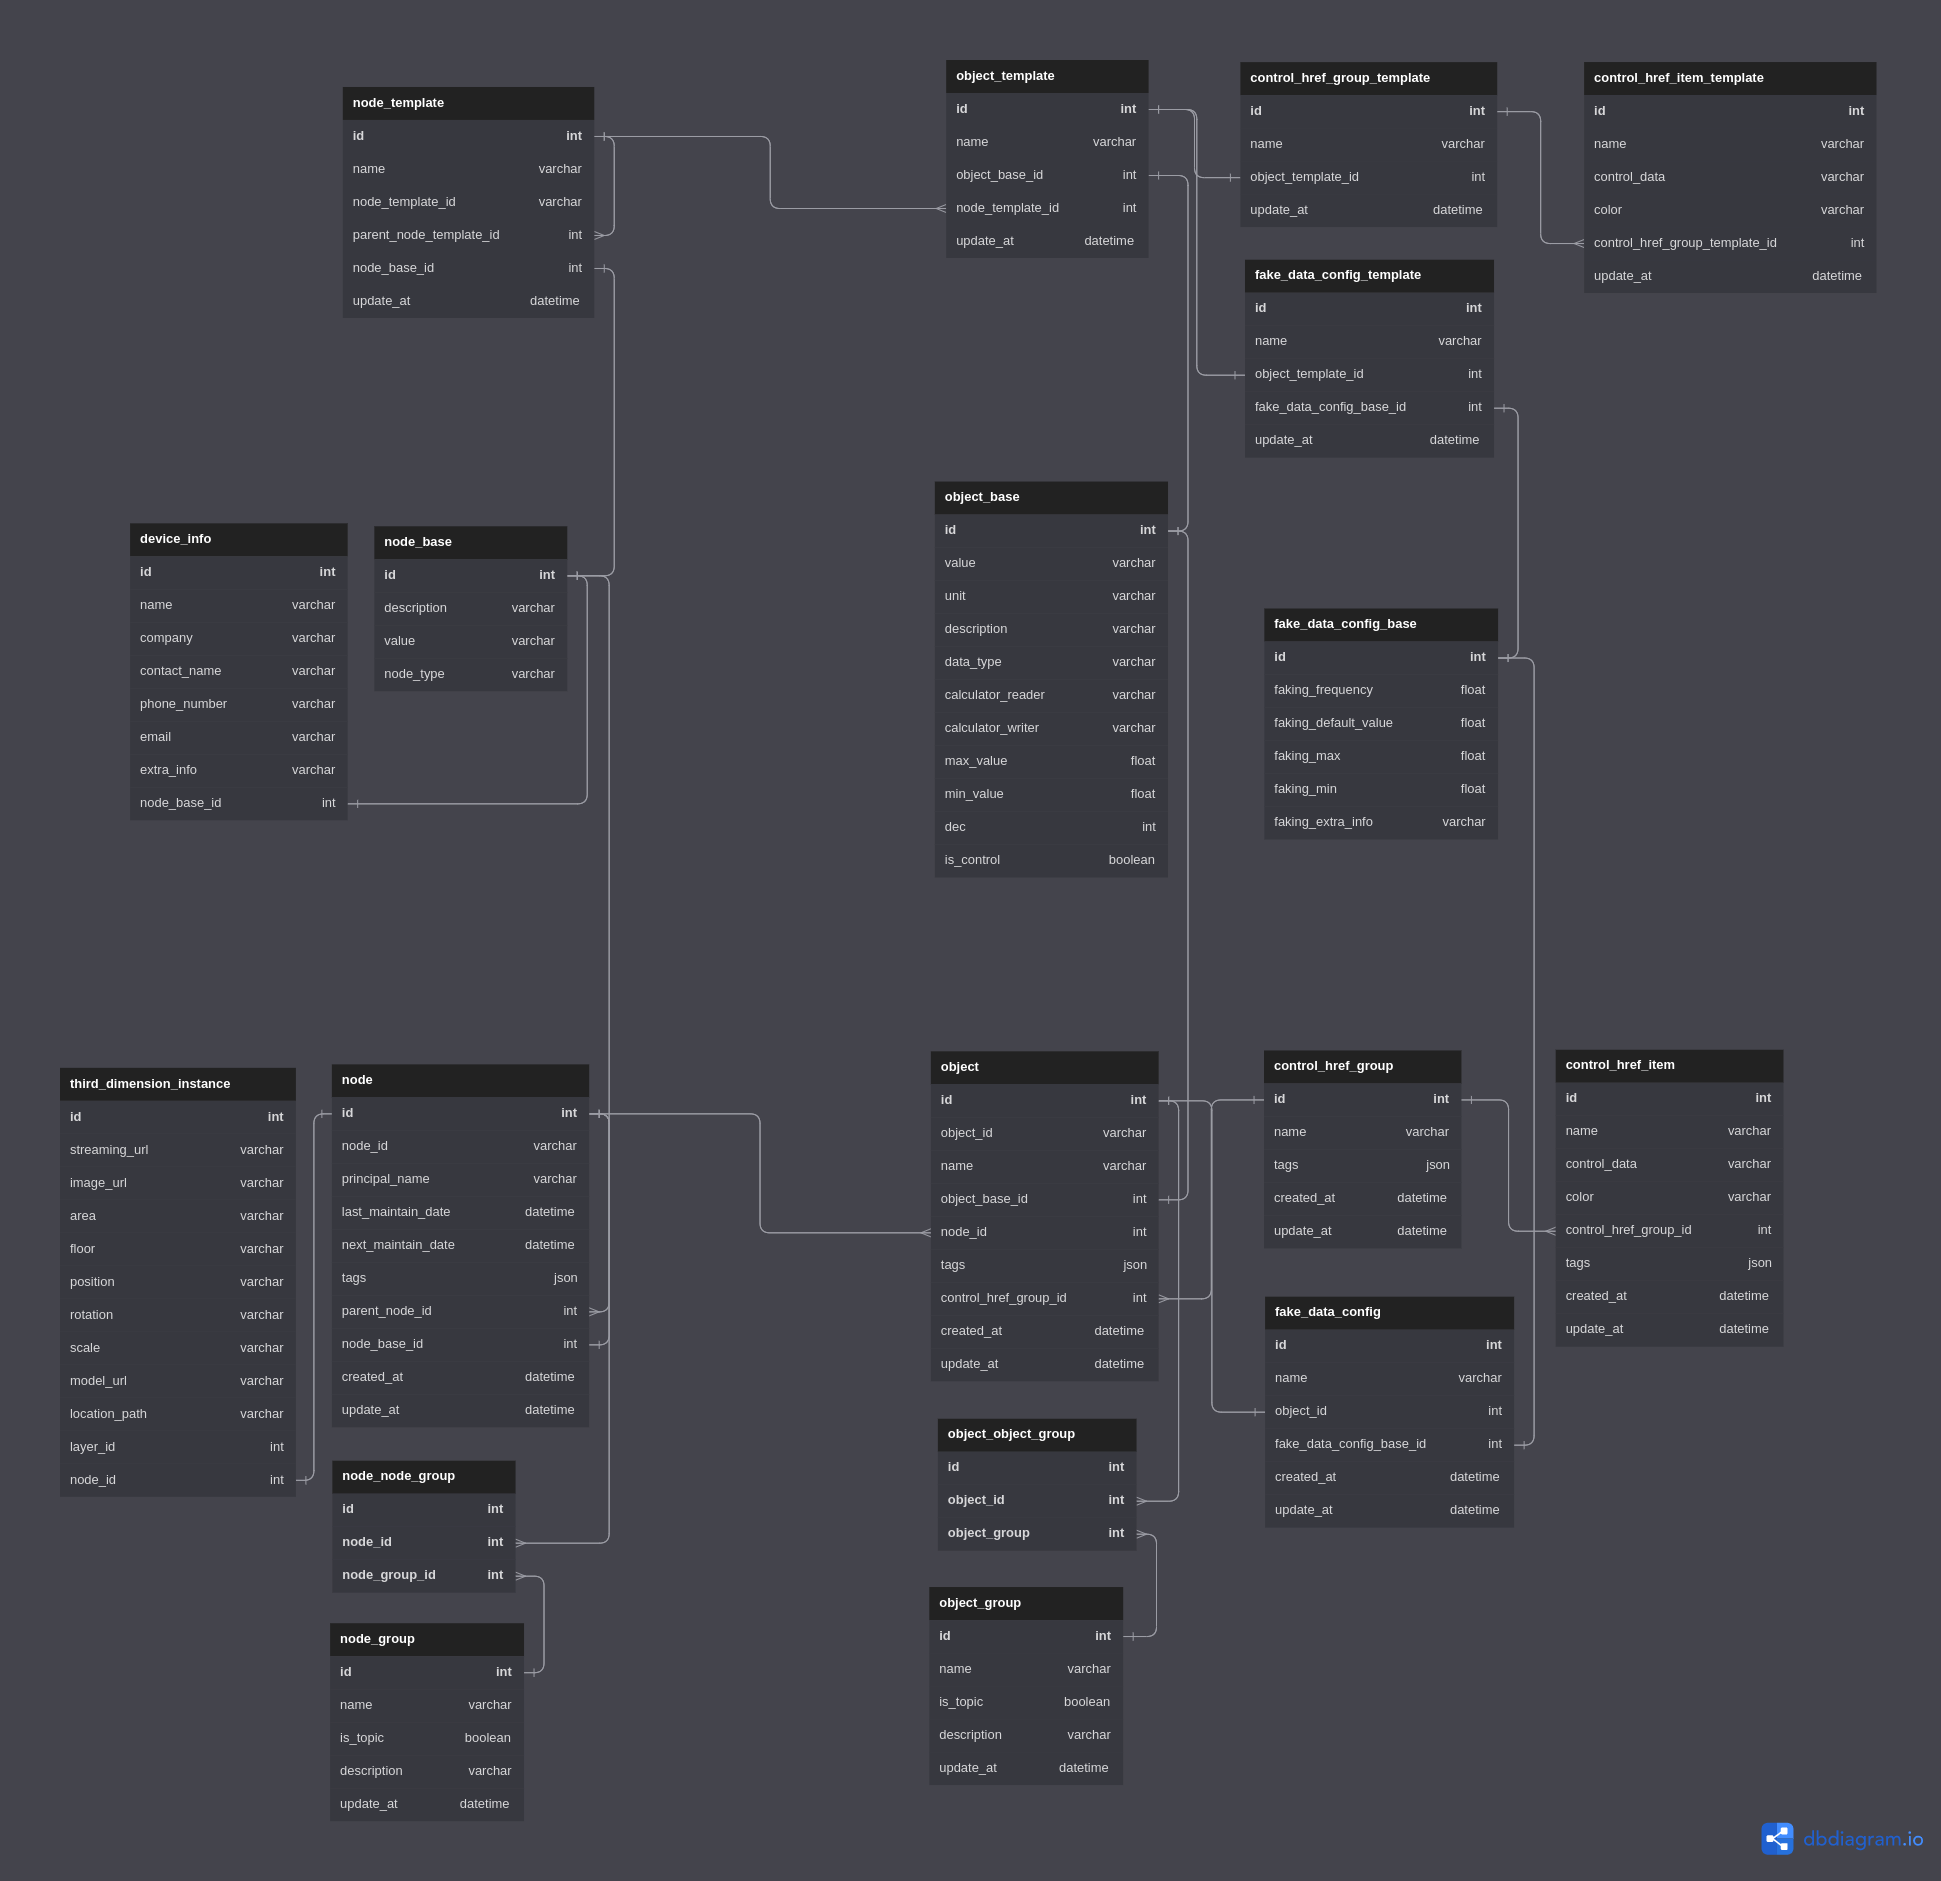 node_template
id int
name varchar
node_template_id varchar
parent_node_template_id int
node_base_id int
update_at datetime
object_template
id int
name varchar
object_base_id int
node_template_id int
update_at datetime
control_href_group_template
id int
name varchar
object_template_id int
update_at datetime
control_href_item_template
id int
name varchar
control_data varchar
color varchar
control_href_group_template_id int
update_at datetime
fake_data_config_template
id int
name varchar
object_template_id int
fake_data_config_base_id int
update_at datetime
device_info
id int
name varchar
company varchar
contact_name varchar
phone_number varchar
email varchar
extra_info varchar
node_base_id int
node_base
id int
description varchar
value varchar
node_type varchar
object_base
id int
value varchar
unit varchar
description varchar
data_type varchar
calculator_reader varchar
calculator_writer varchar
max_value float
min_value float
dec int
is_control boolean
fake_data_config_base
id int
faking_frequency float
faking_default_value float
faking_max float
faking_min float
faking_extra_info varchar
third_dimension_instance
id int
streaming_url varchar
image_url varchar
area varchar
floor varchar
position varchar
rotation varchar
scale varchar
model_url varchar
location_path varchar
layer_id int
node_id int
node
id int
node_id varchar
principal_name varchar
last_maintain_date datetime
next_maintain_date datetime
tags json
parent_node_id int
node_base_id int
created_at datetime
update_at datetime
object
id int
object_id varchar
name varchar
object_base_id int
node_id int
tags json
control_href_group_id int
created_at datetime
update_at datetime
control_href_group
id int
name varchar
tags json
created_at datetime
update_at datetime
control_href_item
id int
name varchar
control_data varchar
color varchar
control_href_group_id int
tags json
created_at datetime
update_at datetime
fake_data_config
id int
name varchar
object_id int
fake_data_config_base_id int
created_at datetime
update_at datetime
node_node_group
id int
node_id int
node_group_id int
object_object_group
id int
object_id int
object_group int
node_group
id int
name varchar
is_topic boolean
description varchar
update_at datetime
object_group
id int
name varchar
is_topic boolean
description varchar
update_at datetime
dbdiagram.io